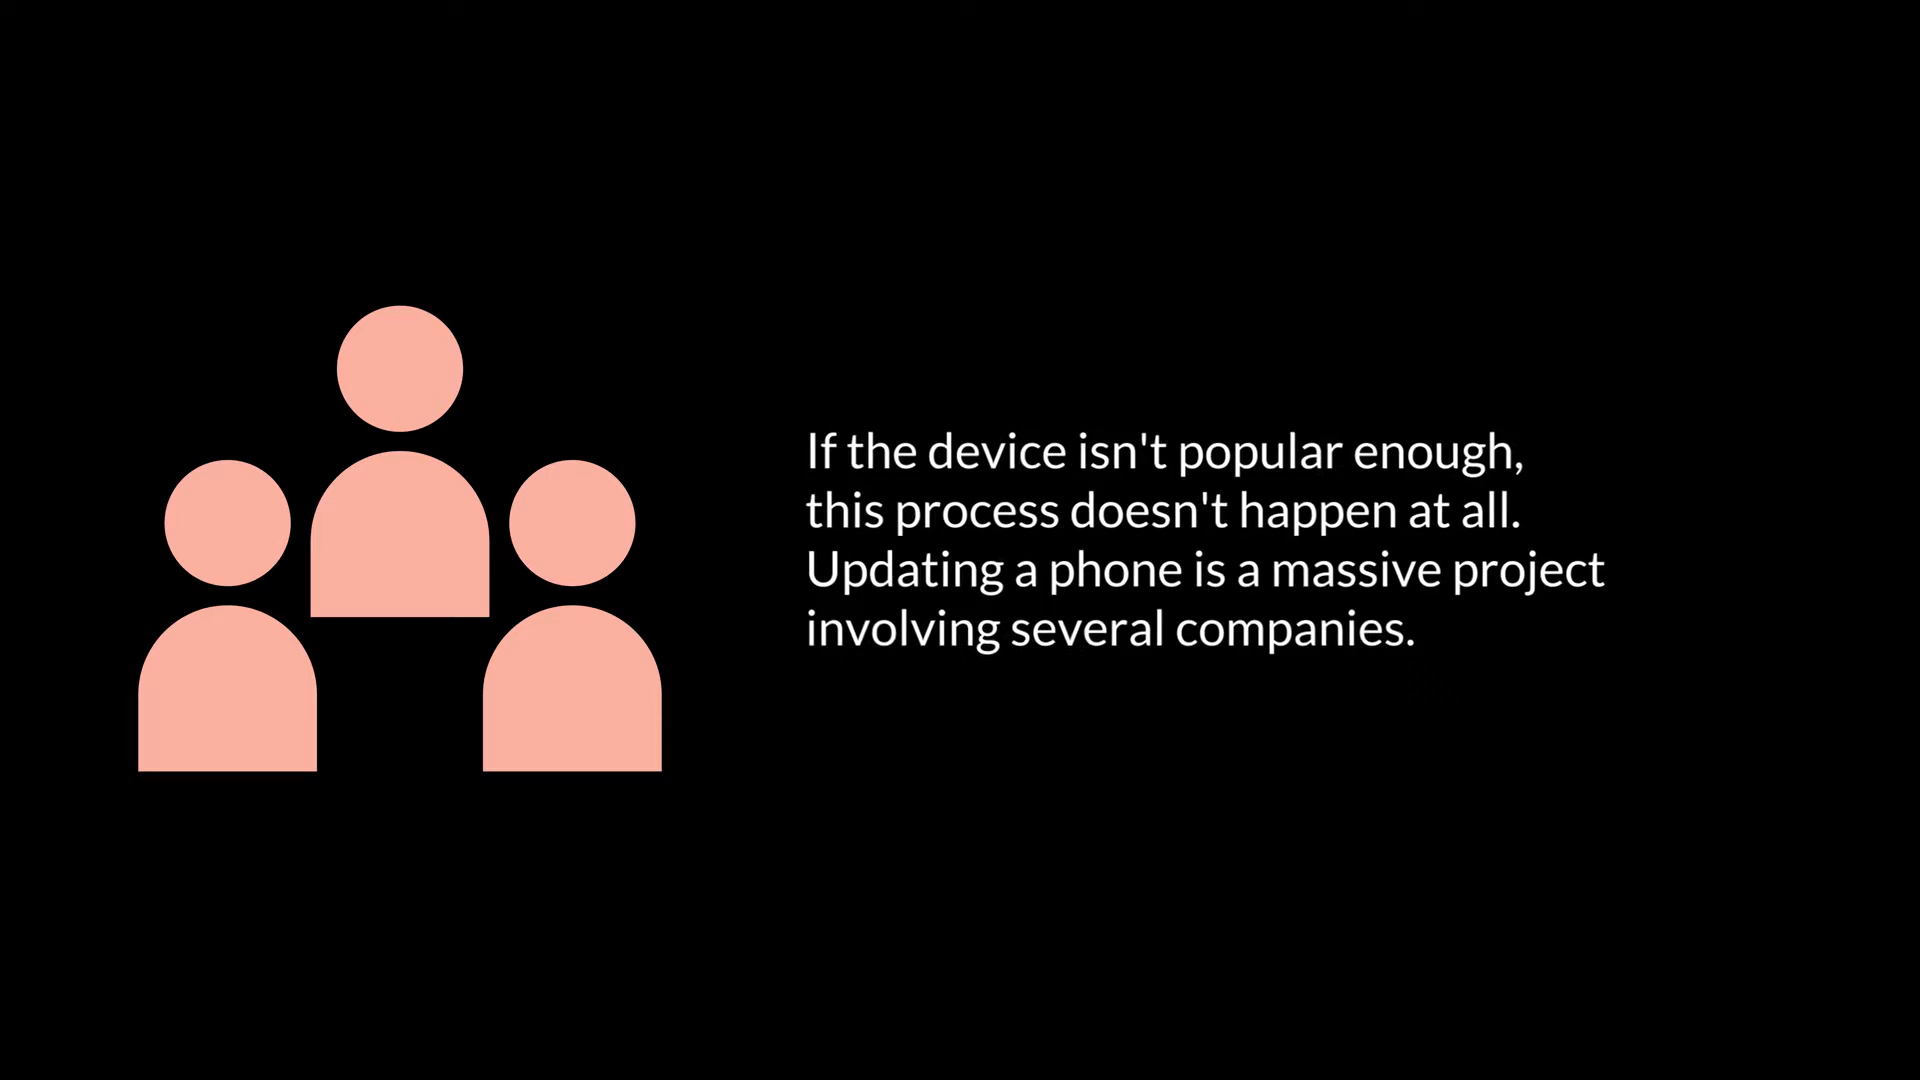 If the device isn't popular enough,
this process doesn't happen at all.
Updating a phone is a massive project
involving several companies.